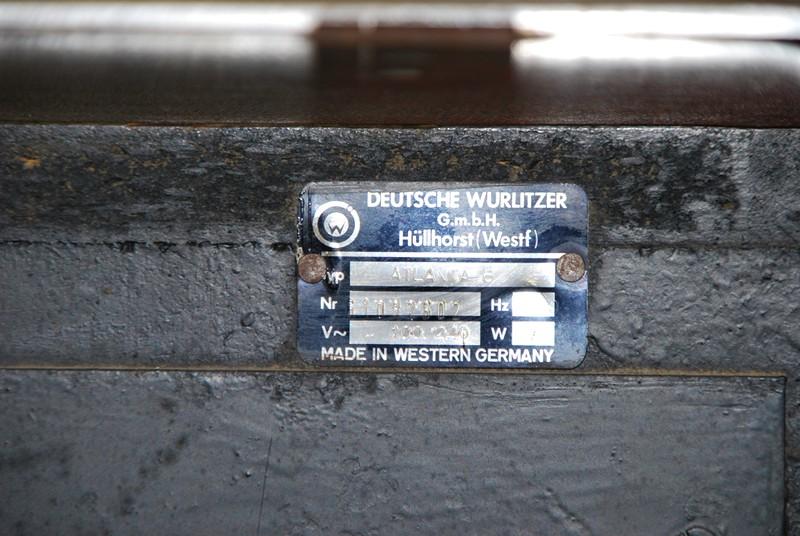 W
DEUTSCHE WURLITZER
G.m.b.H.
Hüllhorst (Westf)
Typ ATLANTA
Nr Hz
V~ W
MADE IN WESTERN GERMANY